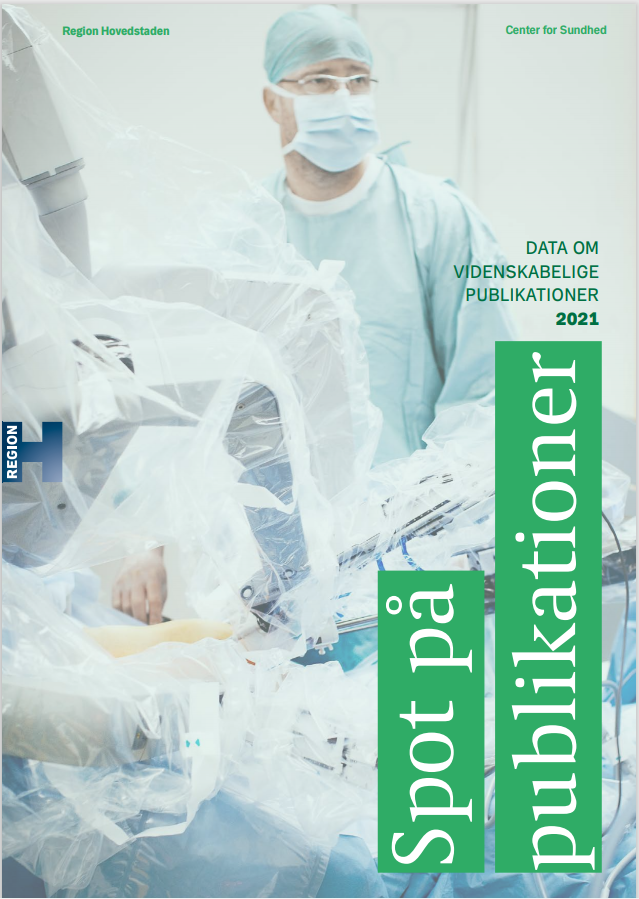 Region Hovedstaden
Center for Sundhed
DATA OM
VIDENSKABELIGE
PUBLIKATIONER
2021
REGION
H
Spot på
publikationer